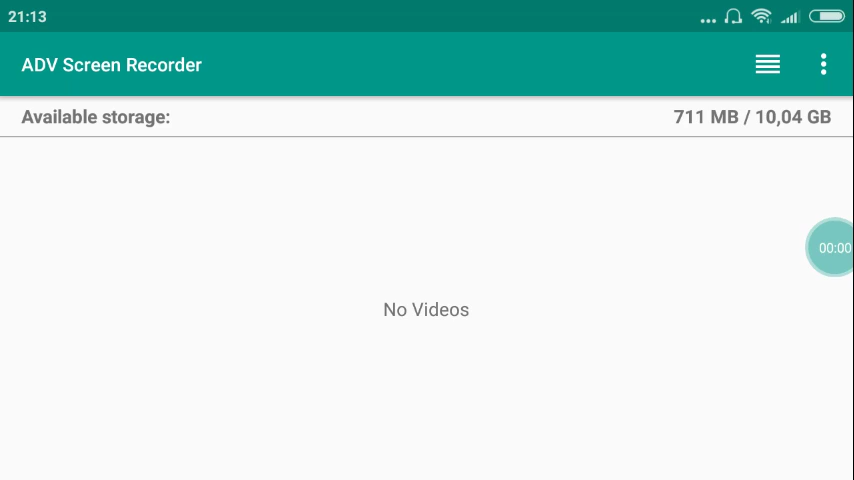 21:13
ADV Screen Recorder
Available storage: 711 MB / 10,04 GB
00:00
No Videos